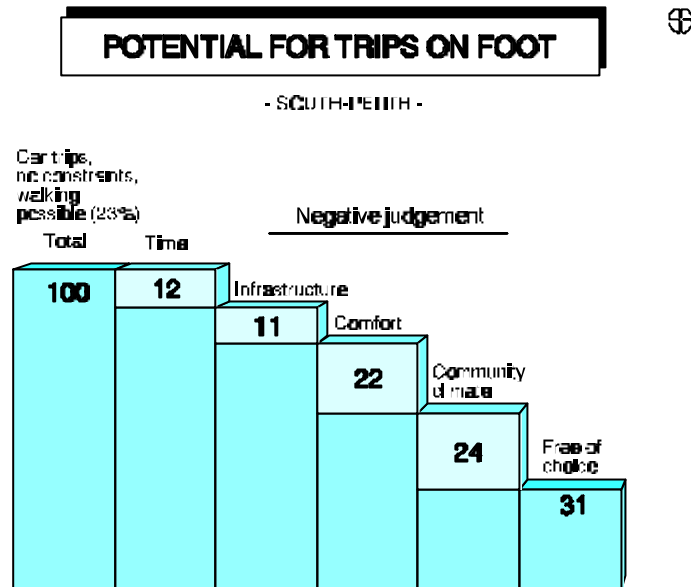 POTENTIAL FOR TRIPS ON FOOT
- SOUTH-PERTH -
Car trips,
no constraints,
walking
possible (23%)
Total
Time
Negative judgement
100
12
Infrastructure
11
Comfort
22
Community
climate
24
Free of
choice
31